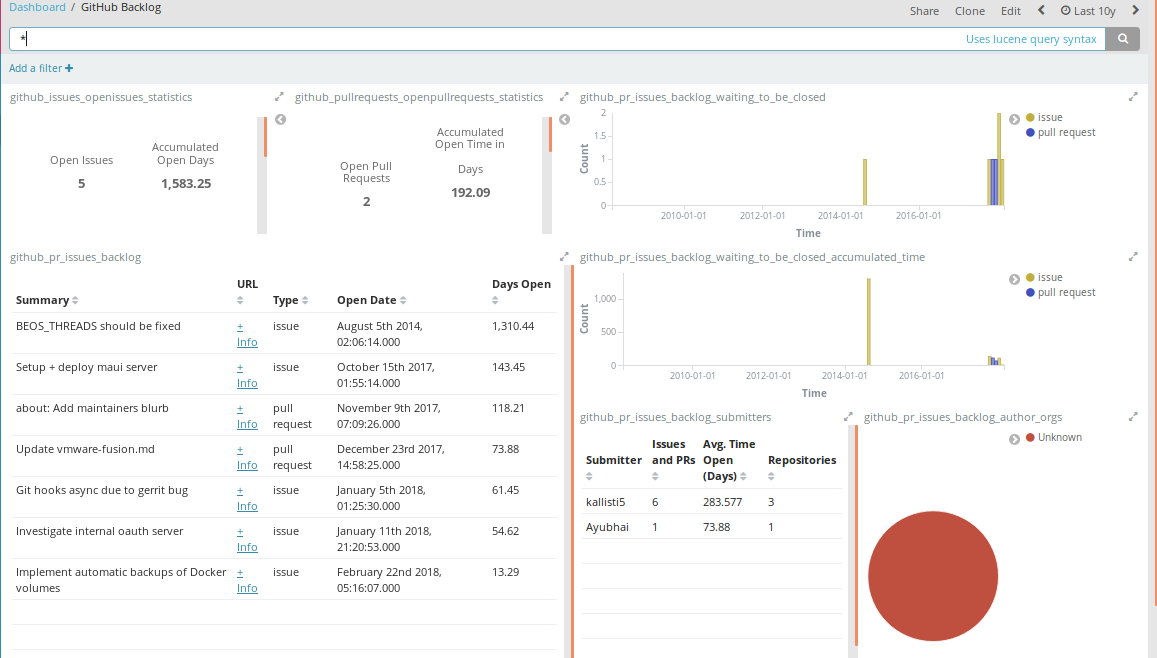 Dashboard / GitHub Backlog
Share Clone Edit Last 10y
*
Uses lucene query syntax
Add a filter +
github_issues_openissues_statistics
Open Issues
5
Accumulated
Open Days
1,583.25
github_pullrequests_openpullrequests_statistics
Open Pull
Requests
2
Accumulated
Open Time in
Days
192.09
github_pr_issues_backlog_waiting_to_be_closed
issue
pull request
Count
2
1.5
1
0.5
0
2010-01-01 2012-01-01 2014-01-01 2016-01-01
Time
github_pr_issues_backlog
Summary URL Type Open Date Days Open
BEOS_THREADS should be fixed + issue August 5th 2014, 1,310.44
Info 02:06:14.000
Setup + deploy maui server + issue October 15th 2017, 143.45
Info 01:55:14.000
about: Add maintainers blurb + pull November 9th 2017, 118.21
Info request 07:09:26.000
Update vmware-fusion.md + pull December 23rd 2017, 73.88
Info request 14:58:25.000
Git hooks async due to gerrit bug + issue January 5th 2018, 61.45
Info 01:25:30.000
Investigate internal oauth server + issue January 11th 2018, 54.62
Info 21:20:53.000
Implement automatic backups of Docker + issue February 22nd 2018, 13.29
volumes Info 05:16:07.000
github_pr_issues_backlog_waiting_to_be_closed_accumulated_time
issue
pull request
Count
1,000
500
0
2010-01-01 2012-01-01 2014-01-01 2016-01-01
Time
github_pr_issues_backlog_submitters
Submitter Issues and PRs Avg. Time Open (Days) Repositories
kallisti5 6 283.577 3
Ayubhai 1 73.88 1
github_pr_issues_backlog_author_orgs
Unknown